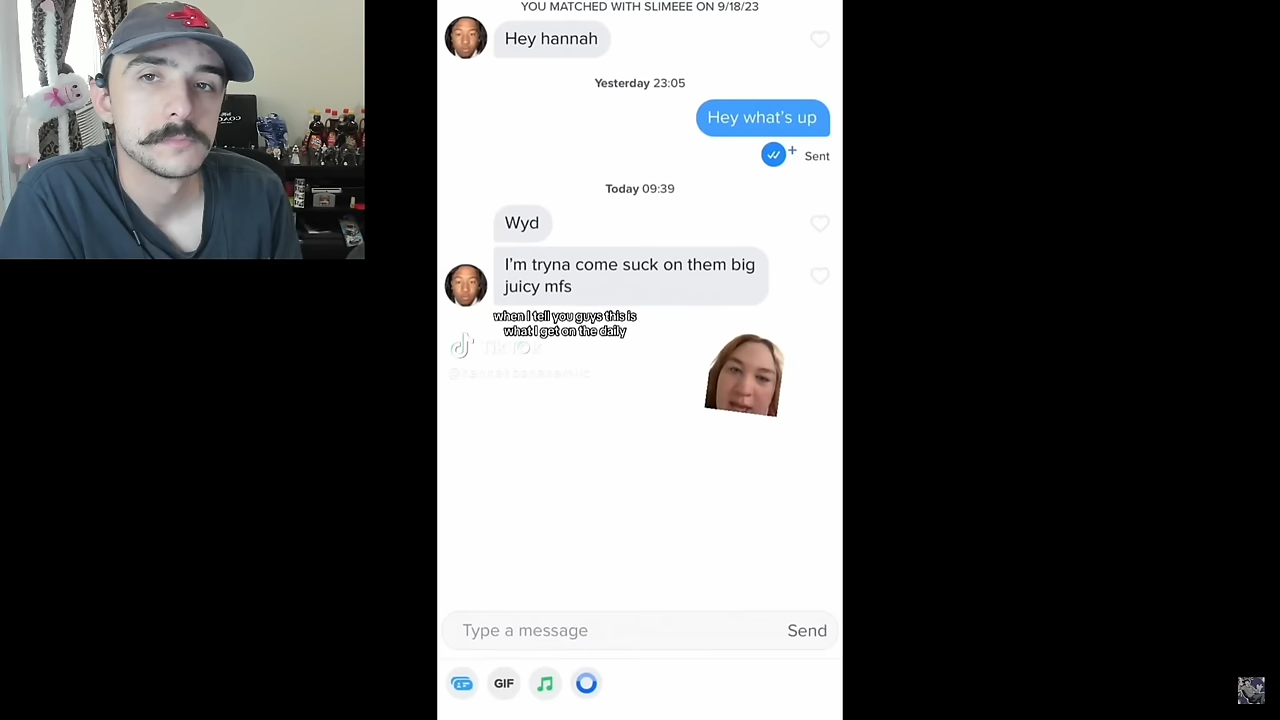 YOU MATCHED WITH SLIMEEE ON 9/18/23
Hey hannah
Yesterday 23:05
Hey what's up
Sent
Today 09:39
Wyd
I'm tryna come suck on them big
juicy mfs
when I tell you guys this is
what I get on the daily
TikTok
Type a message
Send
GIF